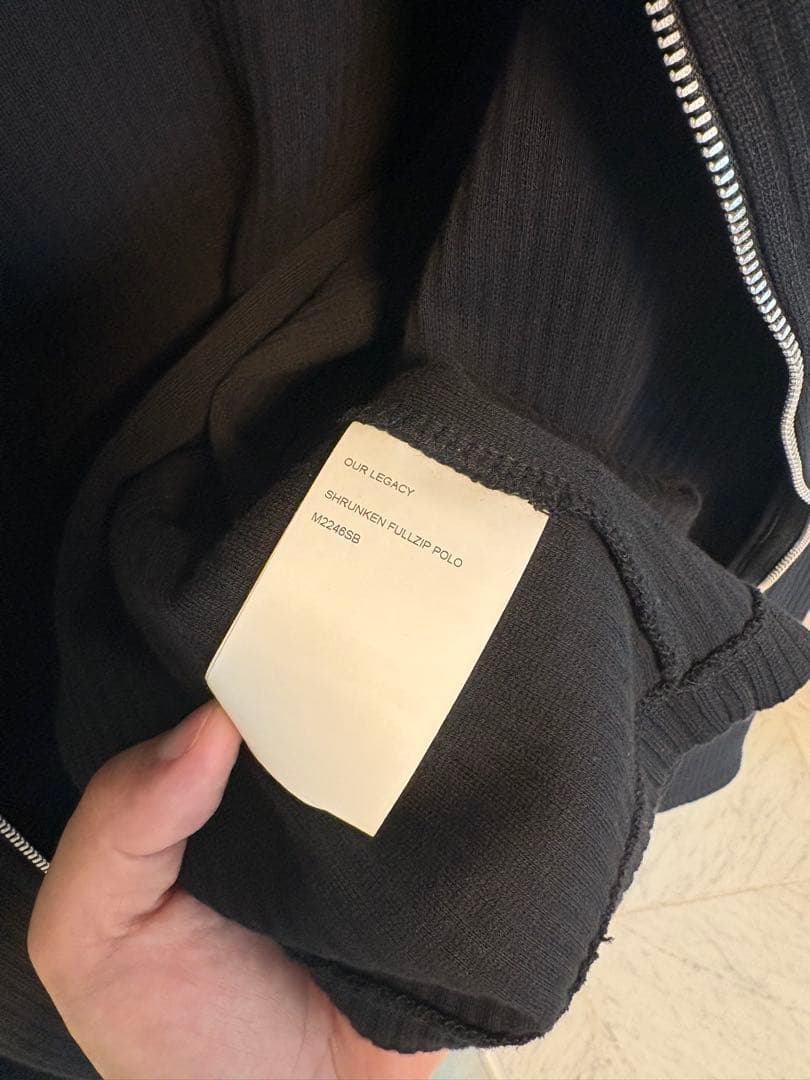 OUR LEGACY
SHRUNKEN FULLZIP POLO
M2246SB